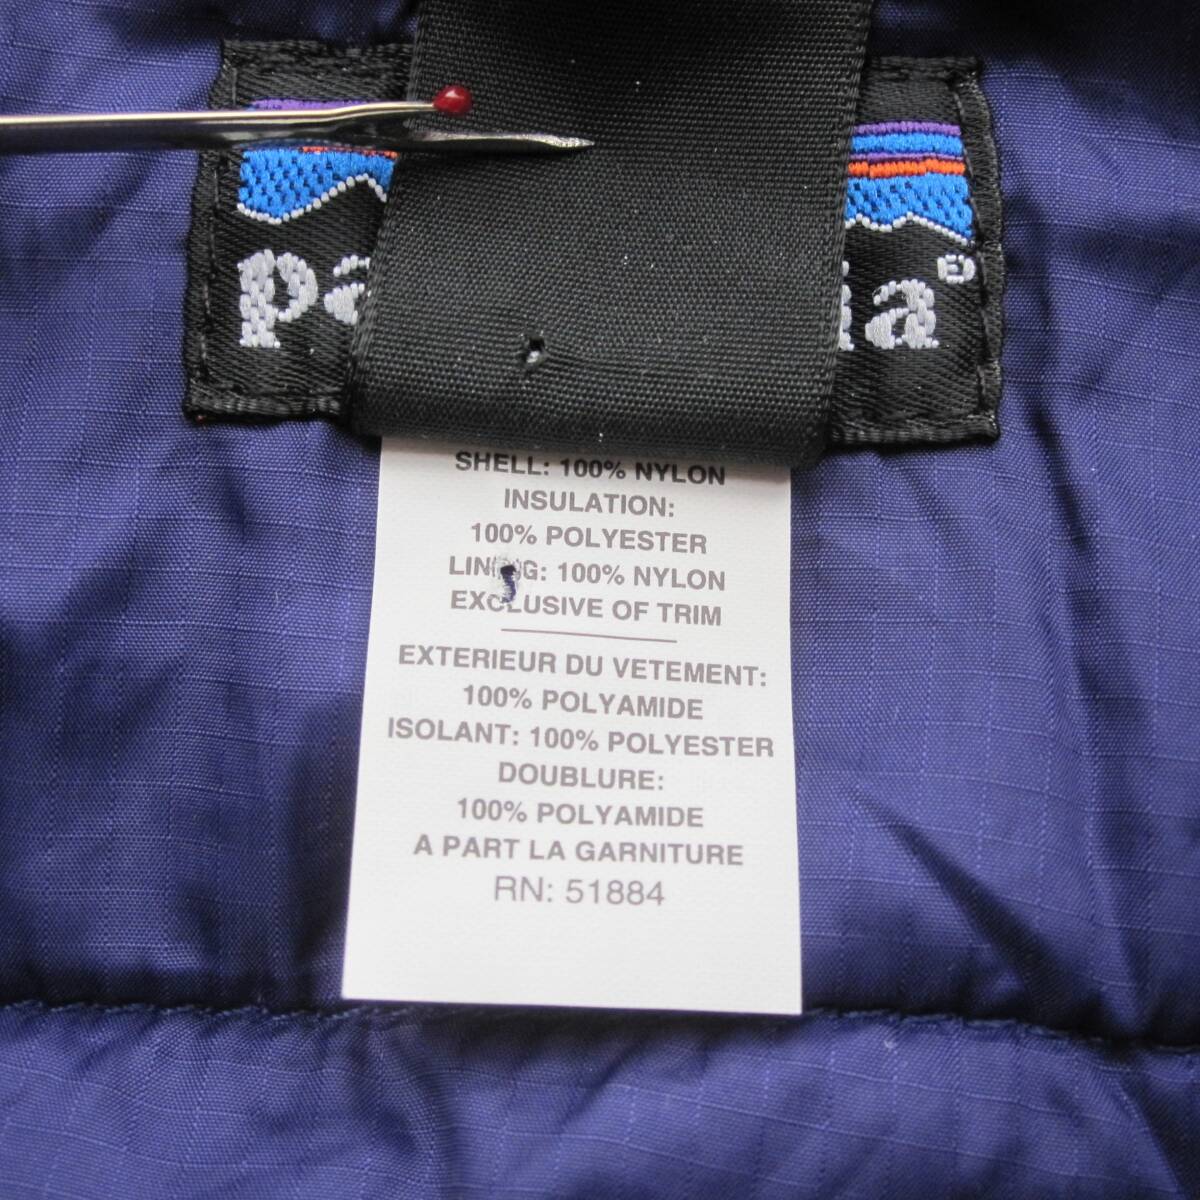 SHELL: 100% NYLON
INSULATION:
100% POLYESTER
LINING: 100% NYLON
EXCLUSIVE OF TRIM
EXTERIEUR DU VETEMENT:
100% POLYAMIDE
ISOLANT: 100% POLYESTER
DOUBLURE:
100% POLYAMIDE
A PART LA GARNITURE
RN: 51884